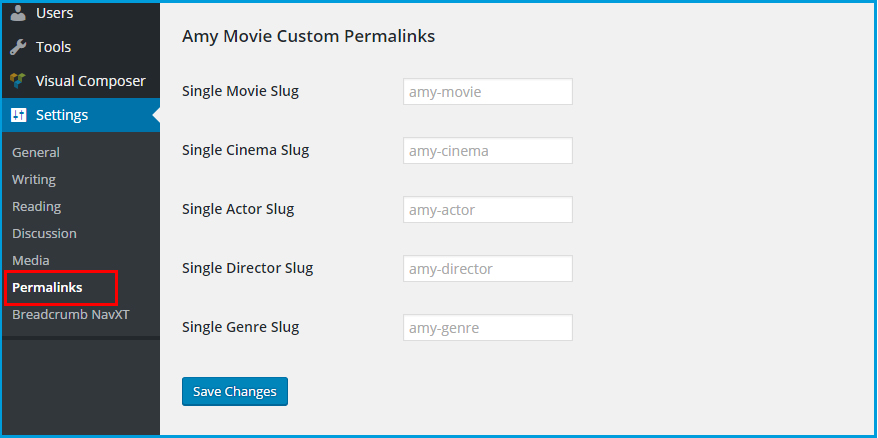 Users
Tools
Visual Composer
Settings
General
Writing
Reading
Discussion
Media
Permalinks
Breadcrumb NavXT
Amy Movie Custom Permalinks
Single Movie Slug amy-movie
Single Cinema Slug amy-cinema
Single Actor Slug amy-actor
Single Director Slug amy-director
Single Genre Slug amy-genre
Save Changes